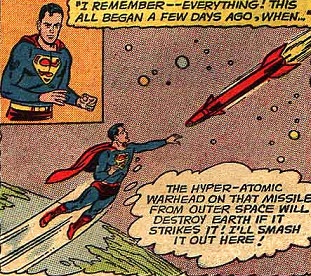 "I REMEMBER--EVERYTHING! THIS
ALL BEGAN A FEW DAYS AGO, WHEN..."
S
S
THE HYPER-ATOMIC
WARHEAD ON THAT MISSILE
FROM OUTER SPACE WILL
DESTROY EARTH IF IT
STRIKES IT! I'LL SMASH
IT OUT HERE!